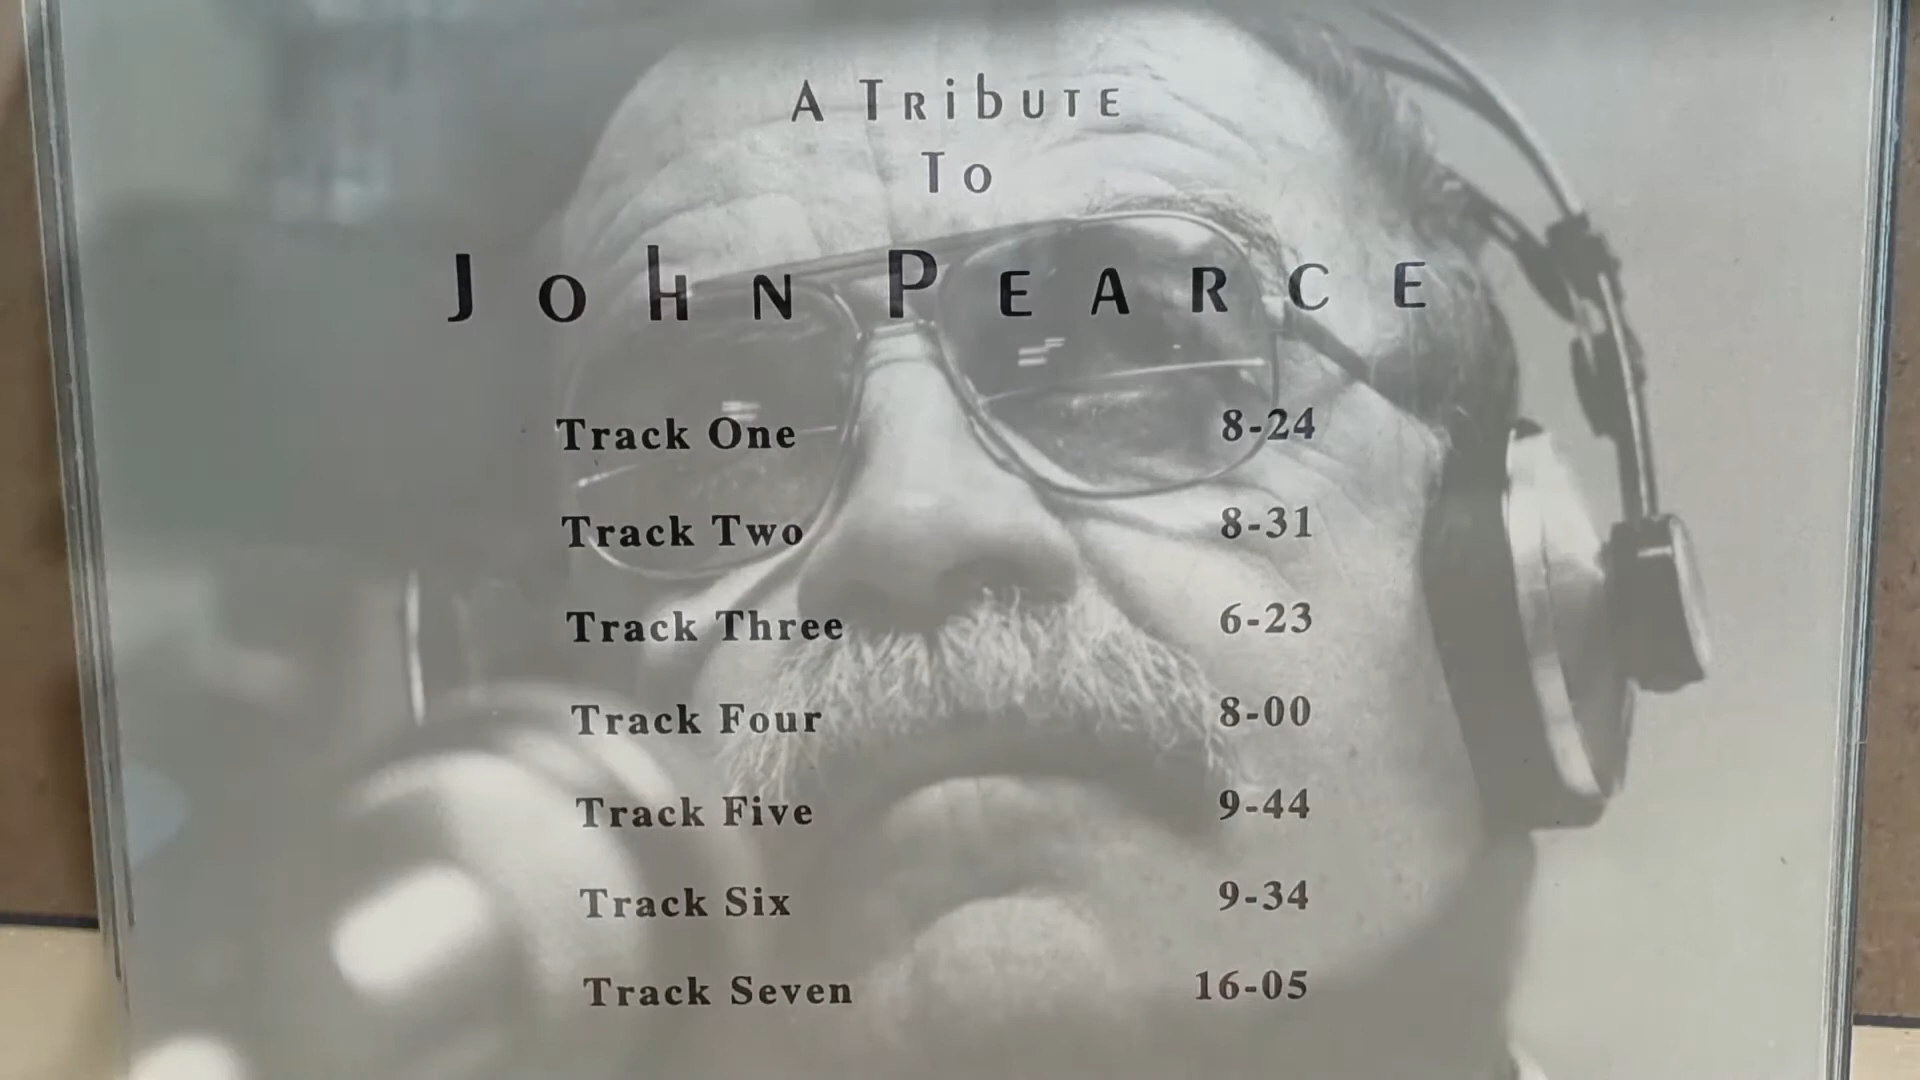 A Tribute
To
John Pearce
Track One 8-24
Track Two 8-31
Track Three 6-23
Track Four 8-00
Track Five 9-44
Track Six 9-34
Track Seven 16-05